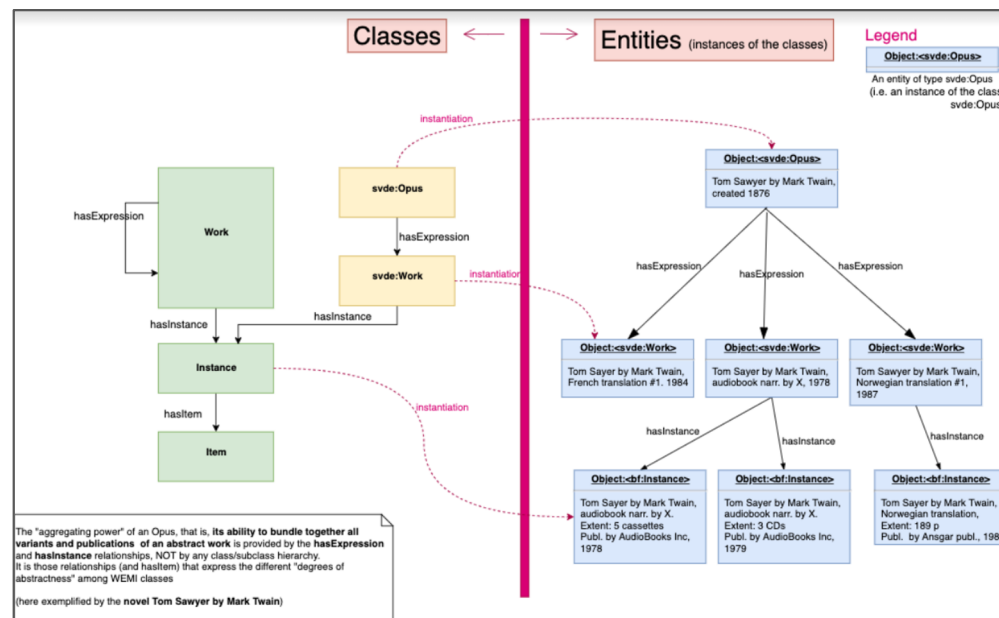 Classes
Entities (instances of the classes)
Legend
Object:<svde:Opus>
An entity of type svde:Opus
(i.e. an instance of the class
svde:Opus
instantiation
Object:<svde:Opus>
Tom Sawyer by Mark Twain,
created 1876
Work
hasExpression
svde:Opus
hasExpression
svde:Work
instantiation
hasInstance
hasInstance
Instance
instantiation
hasItem
Item
hasExpression
hasExpression
hasExpression
Object:<svde:Work>
Tom Sayer by Mark Twain,
French translation #1. 1984
Object:<svde:Work>
Tom Sayer by Mark Twain,
audiobook narr. by X, 1978
Object:<svde:Work>
Tom Sawyer by Mark Twain,
Norwegian translation #1,
1987
hasInstance
hasInstance
hasInstance
Object:<bf:Instance>
Tom Sayer by Mark Twain,
audiobook narr. by X.
Extent: 5 cassettes
Publ. by AudioBooks Inc,
1978
Object:<bf:Instance>
Tom Sayer by Mark Twain,
audiobook narr. by X.
Extent: 3 CDs
Publ. by AudioBooks Inc,
1979
Object:<bf:Instance>
Tom Sayer by Mark Twain,
Norwegian translation,
Extent: 189 p
Publ. by Ansgar publ.,
The "aggregating power" of an Opus, that is, its ability to bundle together all
variants and publications of an abstract work is provided by the hasExpression
and hasInstance relationships, NOT by any class/subclass hierarchy.
It is those relationships (and hasItem) that express the different "degrees of
abstractness" among WEMI classes
(here exemplified by the novel Tom Sawyer by Mark Twain)